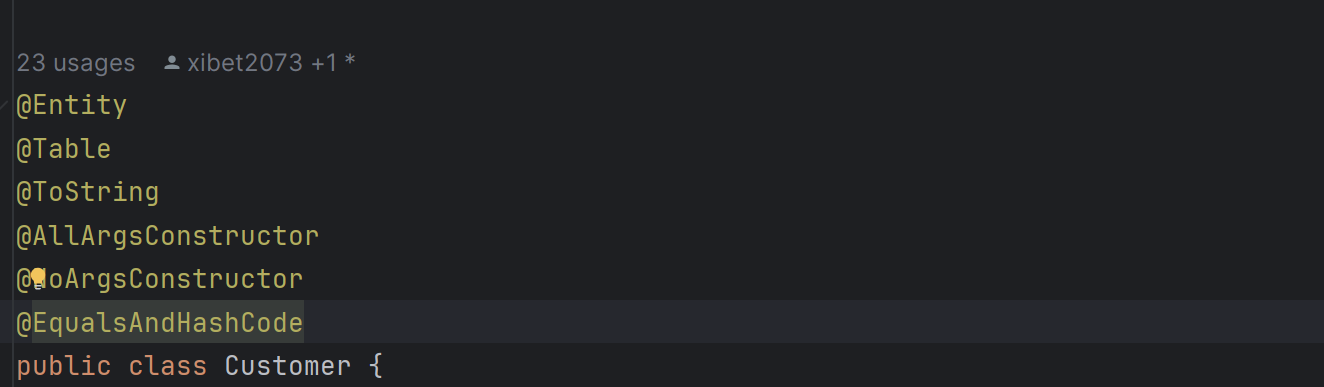 23 usages xibet2073 +1 *
@Entity
@Table
@ToString
@AllArgsConstructor
@NoArgsConstructor
@EqualsAndHashCode
public class Customer {